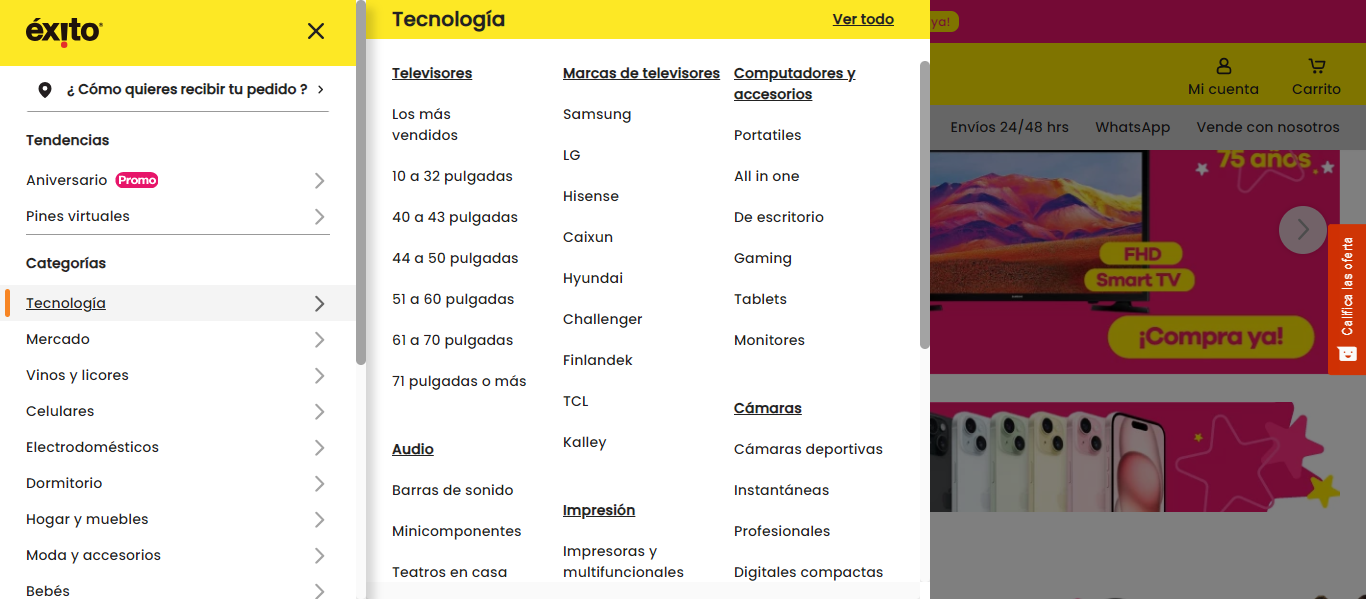 éxito
¿ Cómo quieres recibir tu pedido ?
Tendencias
Aniversario Promo
Pines virtuales
Categorías
Tecnología
Mercado
Vinos y licores
Celulares
Electrodomésticos
Dormitorio
Hogar y muebles
Moda y accesorios
Bebés
Tecnología
Ver todo
Televisores
Los más
vendidos
10 a 32 pulgadas
40 a 43 pulgadas
44 a 50 pulgadas
51 a 60 pulgadas
61 a 70 pulgadas
71 pulgadas o más
Audio
Barras de sonido
Minicomponentes
Teatros en casa
Marcas de televisores
Samsung
LG
Hisense
Caixun
Hyundai
Challenger
Finlandek
TCL
Kalley
Impresión
Impresoras y
multifuncionales
Computadores y
accesorios
Portatiles
All in one
De escritorio
Gaming
Tablets
Monitores
Cámaras
Cámaras deportivas
Instantáneas
Profesionales
Digitales compactas
ya!
Mi cuenta
Carrito
Envíos 24/48 hrs
WhatsApp
Vende con nosotros
75 años
FHD
Smart TV
¡Compra ya!
Califica las oferta